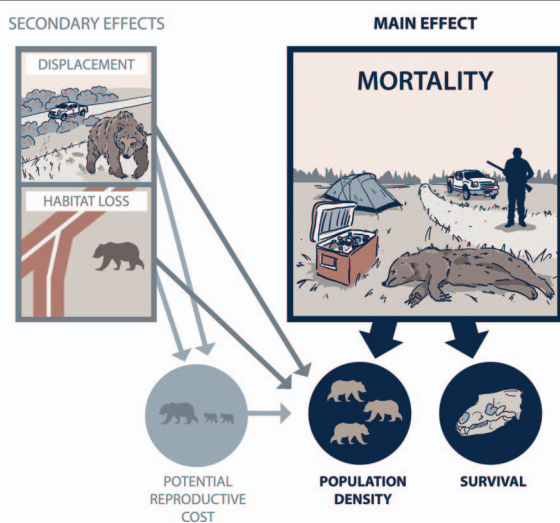 SECONDARY EFFECTS
MAIN EFFECT
DISPLACEMENT
HABITAT LOSS
MORTALITY
POTENTIAL
REPRODUCTIVE
COST
POPULATION
DENSITY
SURVIVAL